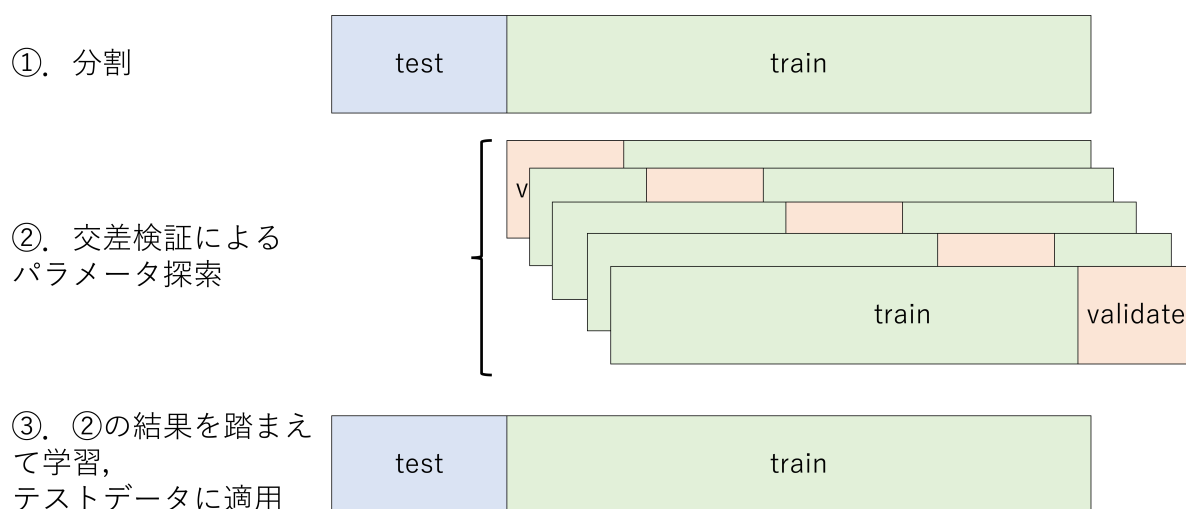 ①．分割
test
train
②．交差検証による
パラメータ探索
v
train
validate
③．②の結果を踏まえ
て学習,
テストデータに適用
test
train